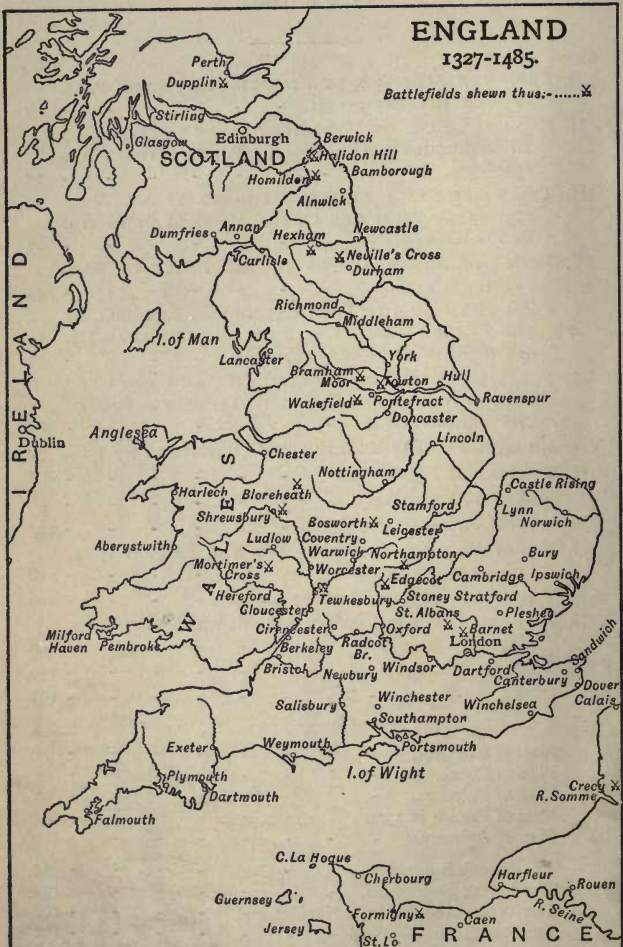 ENGLAND
1327-1485.
Battlefields shewn thus:-......
Perth
Dupplin
Stirling
Edinburgh
Glasgow
SCOTLAND
Berwick
Halidon Hill
Bamborough
Homildon
Alnwick
Dumfries
Annan
Hexham
Newcastle
Carlisle
Neville's Cross
Durham
IRELAND
Richmond
Middleham
I. of Man
Lancaster
York
Bramham
Moor
Towton
Hull
Wakefield
Pontefract
Ravenspur
Doncaster
Dublin
Anglesea
Chester
Lincoln
Nottingham
Harlech
Bloreheath
Castle Rising
Lynn
Norwich
Shrewsbury
Stamford
Bosworth
Leicester
Aberystwith
Ludlow
Coventry
Warwick
Northampton
Bury
WALES
Mortimer's
Cross
Worcester
Edgecot
Cambridge
Ipswich
Hereford
Tewkesbury
Stoney Stratford
Gloucester
St. Albans
Pleshey
Milford
Haven
Pembroke
Cirencester
Oxford
Barnet
Radcot
Br.
London
Sandwich
Berkeley
Bristol
Newbury
Windsor
Dartford
Canterbury
Dover
Calais
Salisbury
Winchester
Winchelsea
Southampton
Exeter
Weymouth
Portsmouth
I. of Wight
Plymouth
Dartmouth
Falmouth
Crecy
R. Somme
C. La Hogue
Cherbourg
Harfleur
Rouen
Guernsey
R. Seine
Jersey
Formigny
Caen
St. Lo
FRANCE